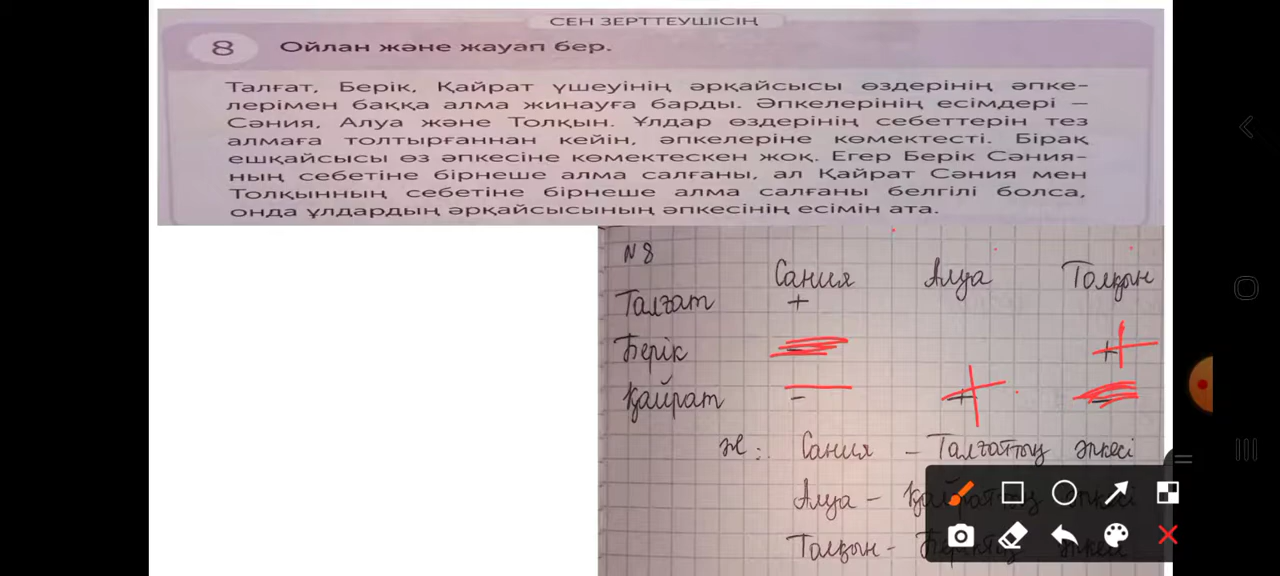 СЕН ЗЕРТТЕУШІСІҢ
8 Ойлан және жауап бер.
Талғат, Берік, Қайрат үшеуінің әрқайсысы өздерінің әпке-
лерімен баққа алма жинауға барды. Әпкелерінің есімдері –
Сәния, Алуа және Толқын. Ұлдар өздерінің себеттерін тез
алмаға толтырғаннан кейін, әпкелеріне көмектесті. Бірақ
ешқайсысы өз әпкесіне көмектескен жоқ. Егер Берік Сәния-
ның себетіне бірнеше алма салғаны, ал Қайрат Сәния мен
Толқынның себетіне бірнеше алма салғаны белгілі болса,
онда ұлдардың әрқайсысының әпкесінің есімін ата.
№8
Сания Алуа Толқын
Талғат +
Берік - +
Қайрат - + -
Ж: Сания - Талғаттың әпкесі
Алуа - Қайраттың әпкесі
Толқын - Беріктің әпкесі